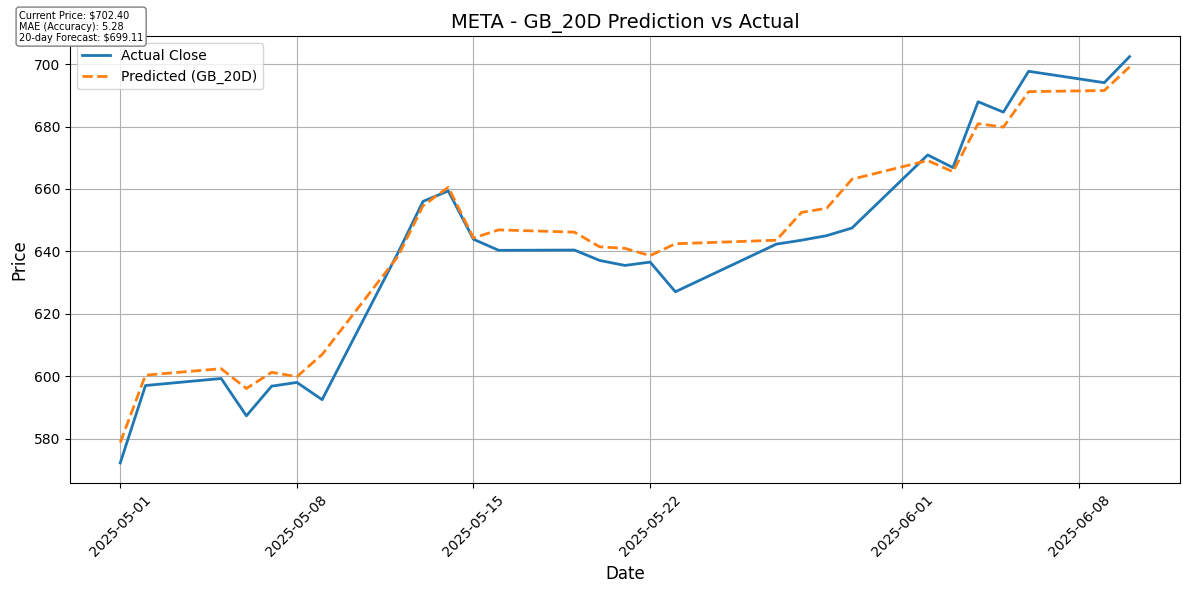 META - GB_20D Prediction vs Actual
Current Price: $702.40
MAE (Accuracy): 5.28
20-day Forecast: $699.11
Actual Close
Predicted (GB_20D)
Price
700
680
660
640
620
600
580
2025-05-01
2025-05-08
2025-05-15
2025-05-22
2025-06-01
2025-06-08
Date